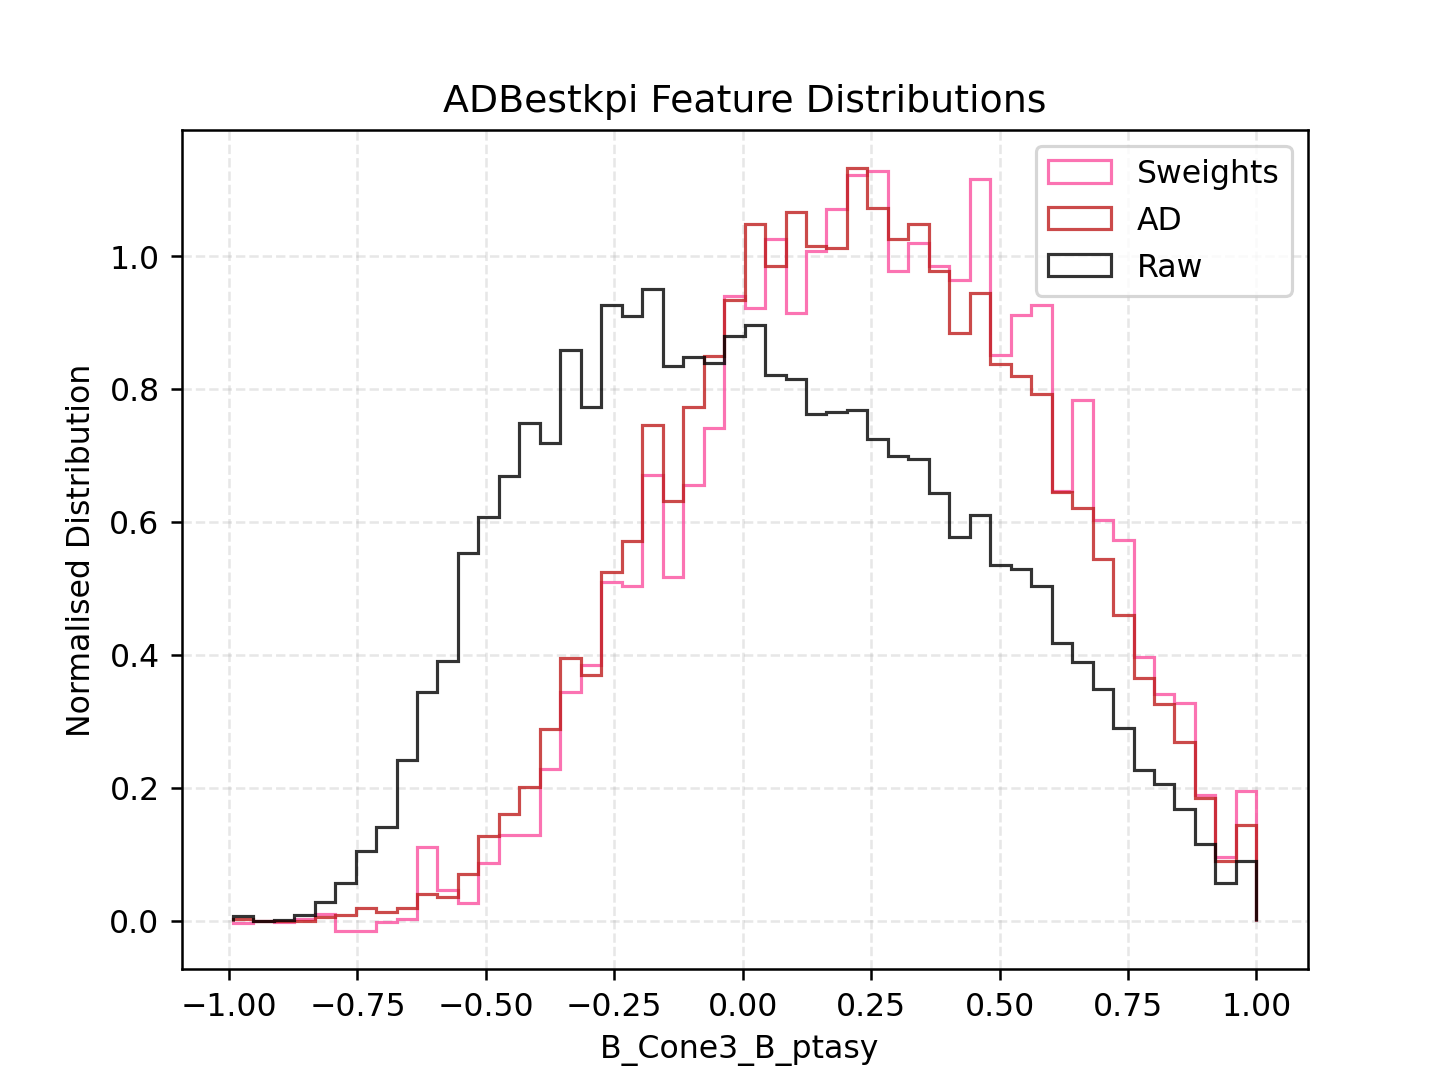 ADBestkpi Feature Distributions
Sweights
AD
Raw
Normalised Distribution
1.0
0.8
0.6
0.4
0.2
0.0
−1.00 −0.75 −0.50 −0.25 0.00 0.25 0.50 0.75 1.00
B_Cone3_B_ptasy